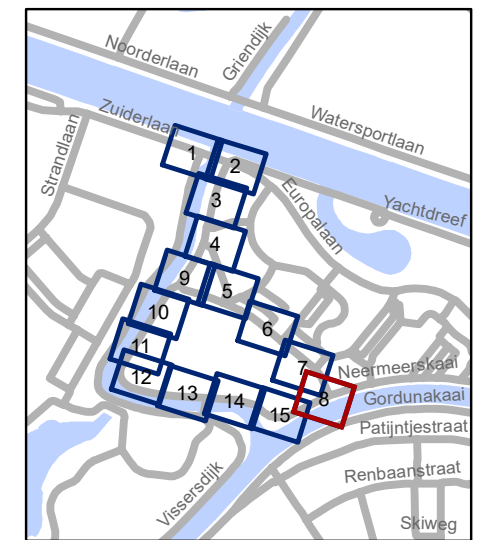 Noorderlaan
Griendijk
Watersportlaan
Zuiderlaan
Strandlaan
Europalaan
Yachtdreef
1
2
3
4
9
5
10
6
11
7
Neermeerskaai
12
13
14
15
8
Gordunakaai
Patijntjestraat
Renbaanstraat
Vissersdijk
Skiweg